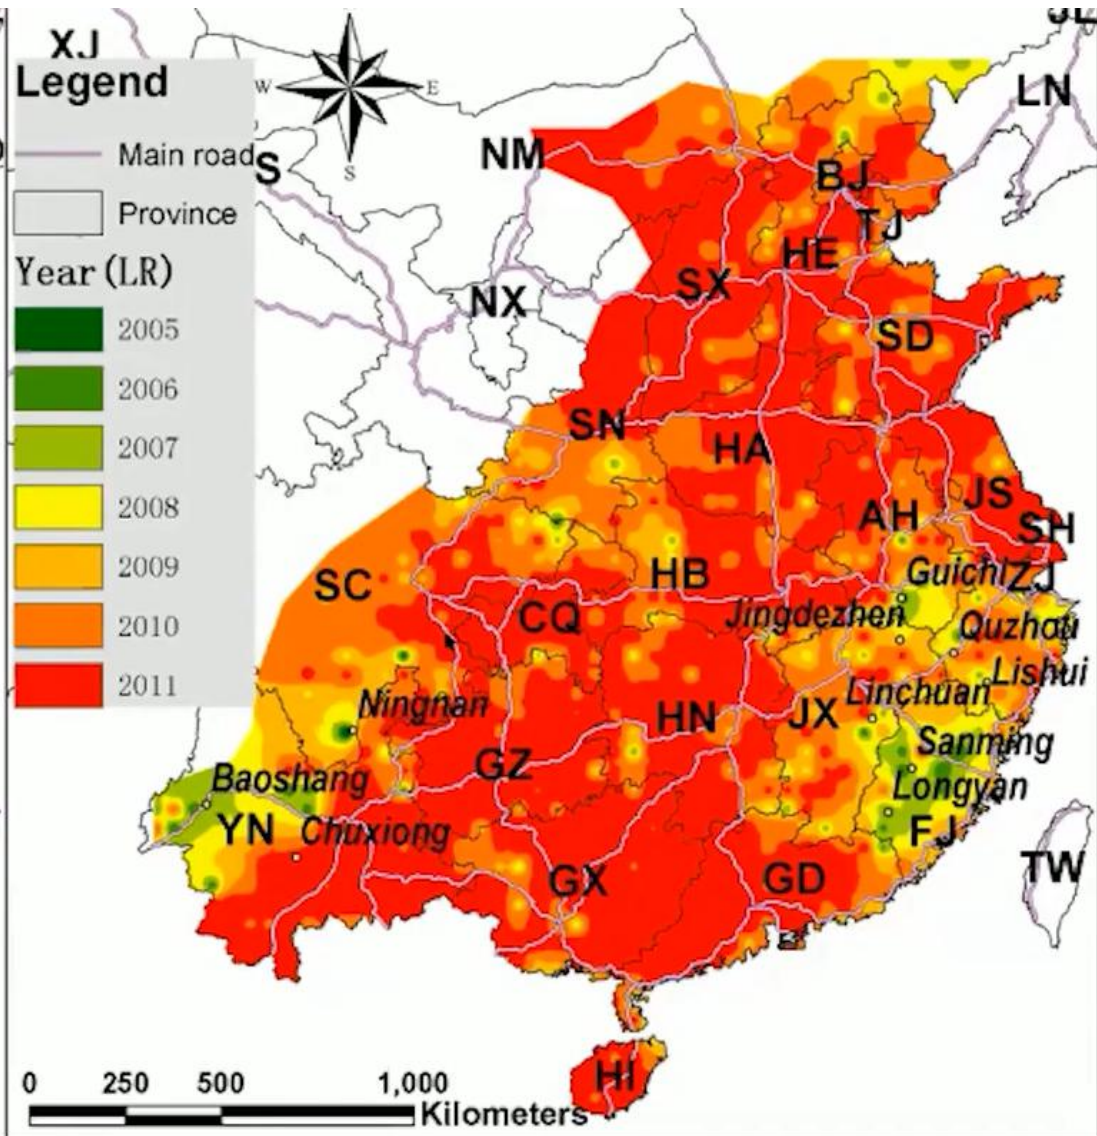 XJ
Legend
Main road
Province
Year(LR)
2005
2006
2007
2008
2009
2010
2011
W
E
S
S
LN
NM
BJ
TJ
HE
SX
NX
SD
SN
HA
JS
AH
SH
SC
HB
Guichi
ZJ
CQ
Jingdezhen
Quzhou
Lishui
Ningnan
Linchuan
HN
JX
Sanming
GZ
Baoshang
Longyan
YN
Chuxiong
FJ
GX
GD
TW
HI
0 250 500 1,000
Kilometers